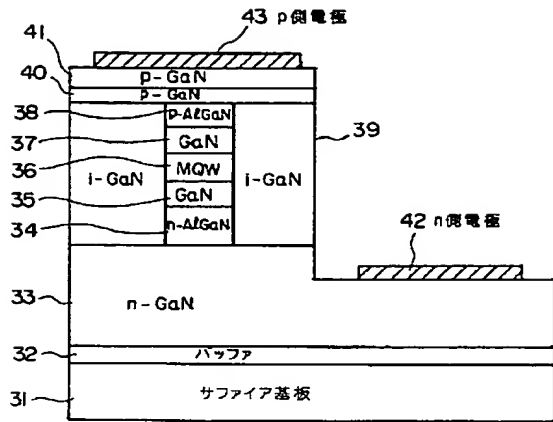 43 p側電極
41
p-GaN
40
p-GaN
38
p-AlGaN
39
37
GaN
36
MQW
i-GaN
i-GaN
35
GaN
34
n-AlGaN
42 n側電極
33
n-GaN
32
バッファ
31
サファイア基板